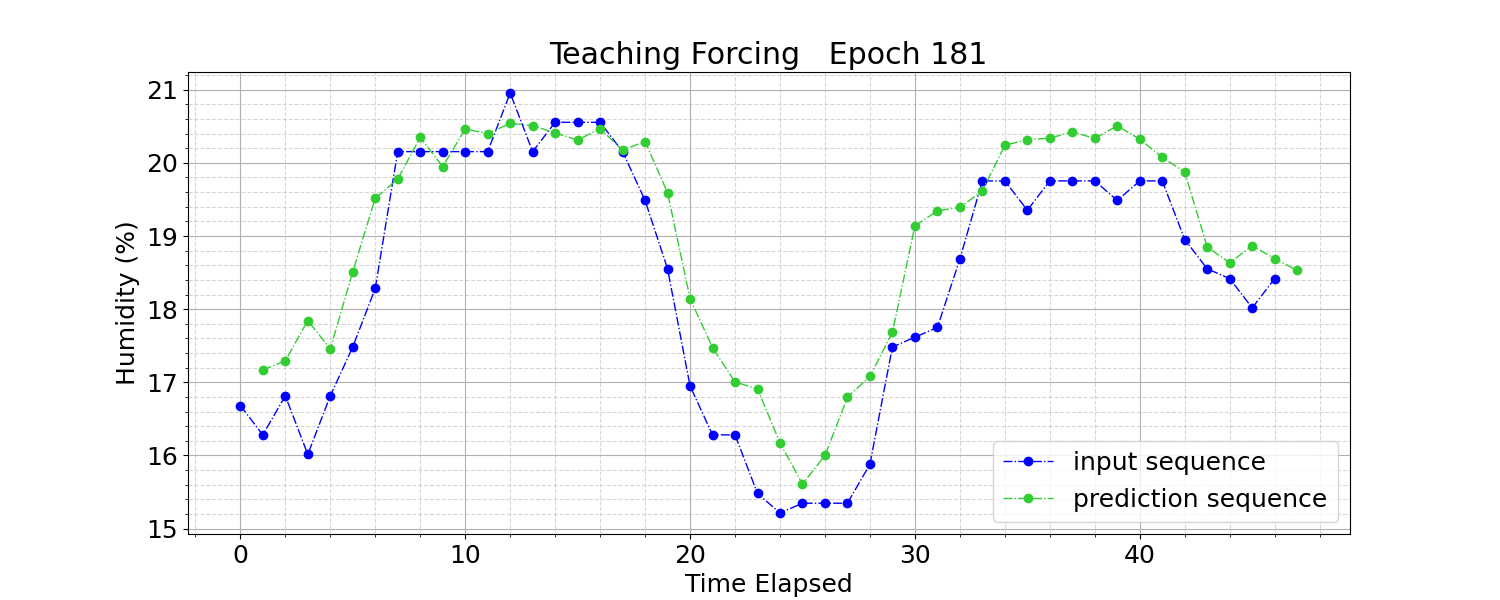 Teaching Forcing   Epoch 181
21
20
19
18
17
16
15
Humidity (%)
input sequence
prediction sequence
0 10 20 30 40
Time Elapsed